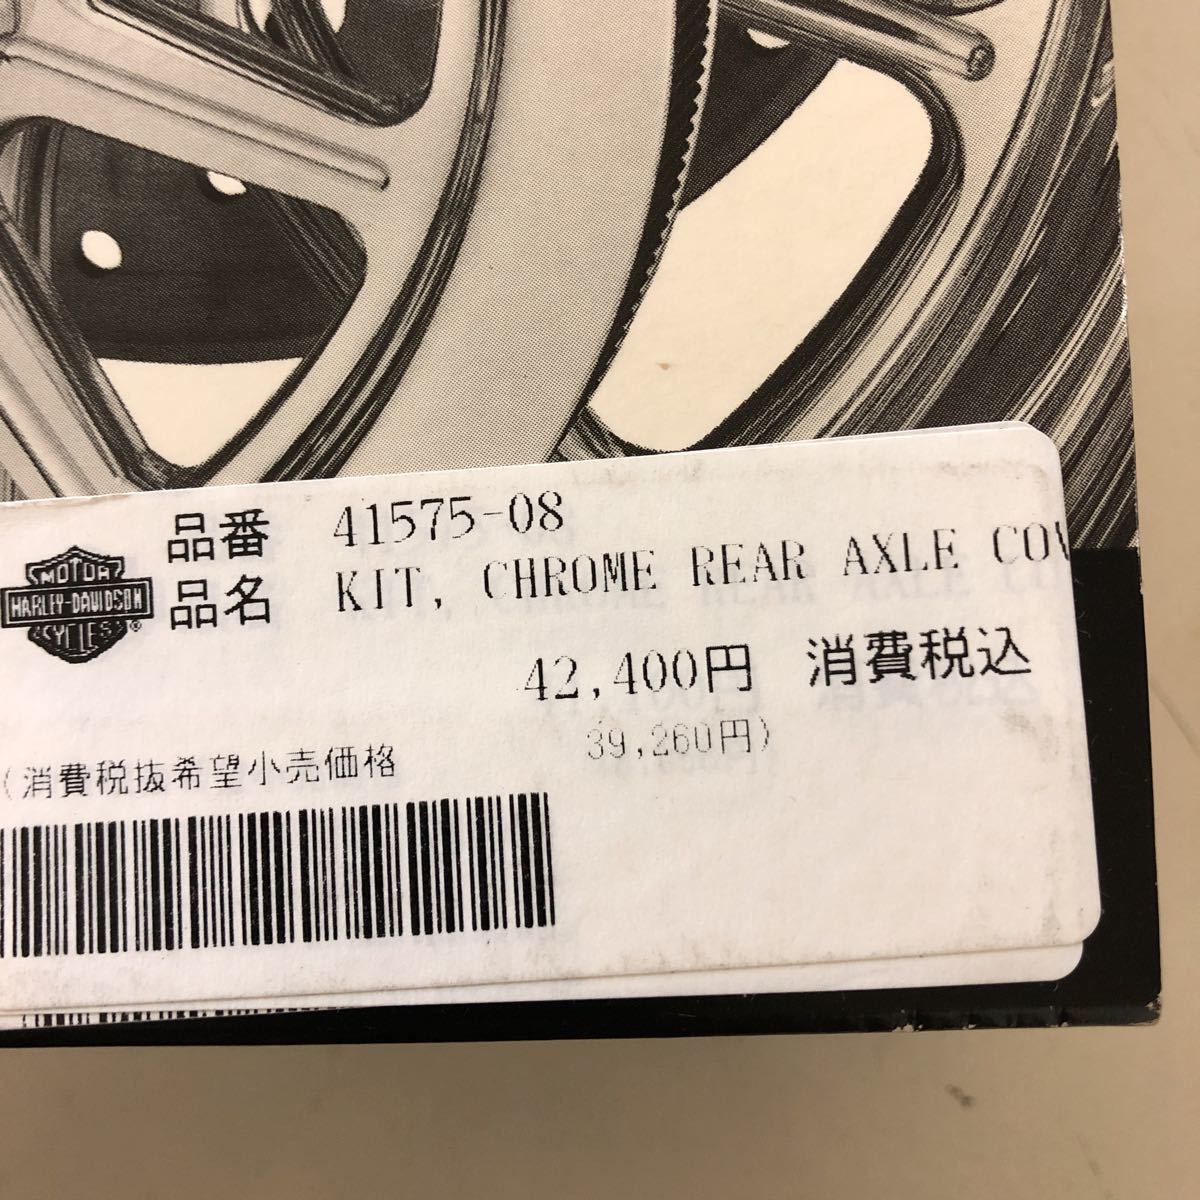 MOTOR
HARLEY-DAVIDSON
CYCLES®
品番 41575-08
品名 KIT, CHROME REAR AXLE COV
42,400円 消費税込
(消費税抜希望小売価格 39,260円)